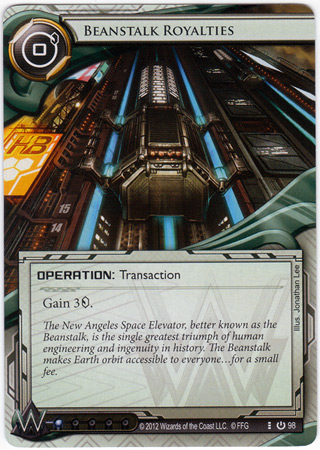 BEANSTALK ROYALTIES
0
HB
14
15
OPERATION: Transaction
Gain 3
The New Angeles Space Elevator, better known as the
Beanstalk, is the single greatest triumph of human
engineering and ingenuity in history. The Beanstalk
makes Earth orbit accessible to everyone…for a small
fee.
Illus. Jonathan Lee
© 2012 Wizards of the Coast LLC. © FFG
98